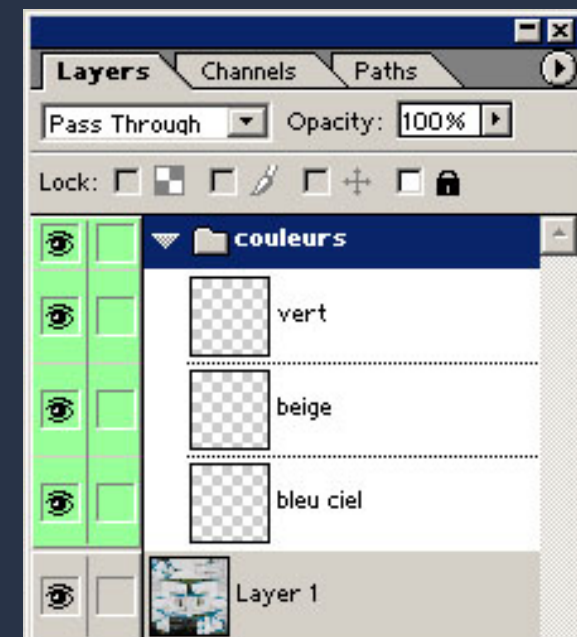 Layers Channels Paths
Pass Through Opacity: 100%
Lock:
couleurs
vert
beige
bleu ciel
Layer 1